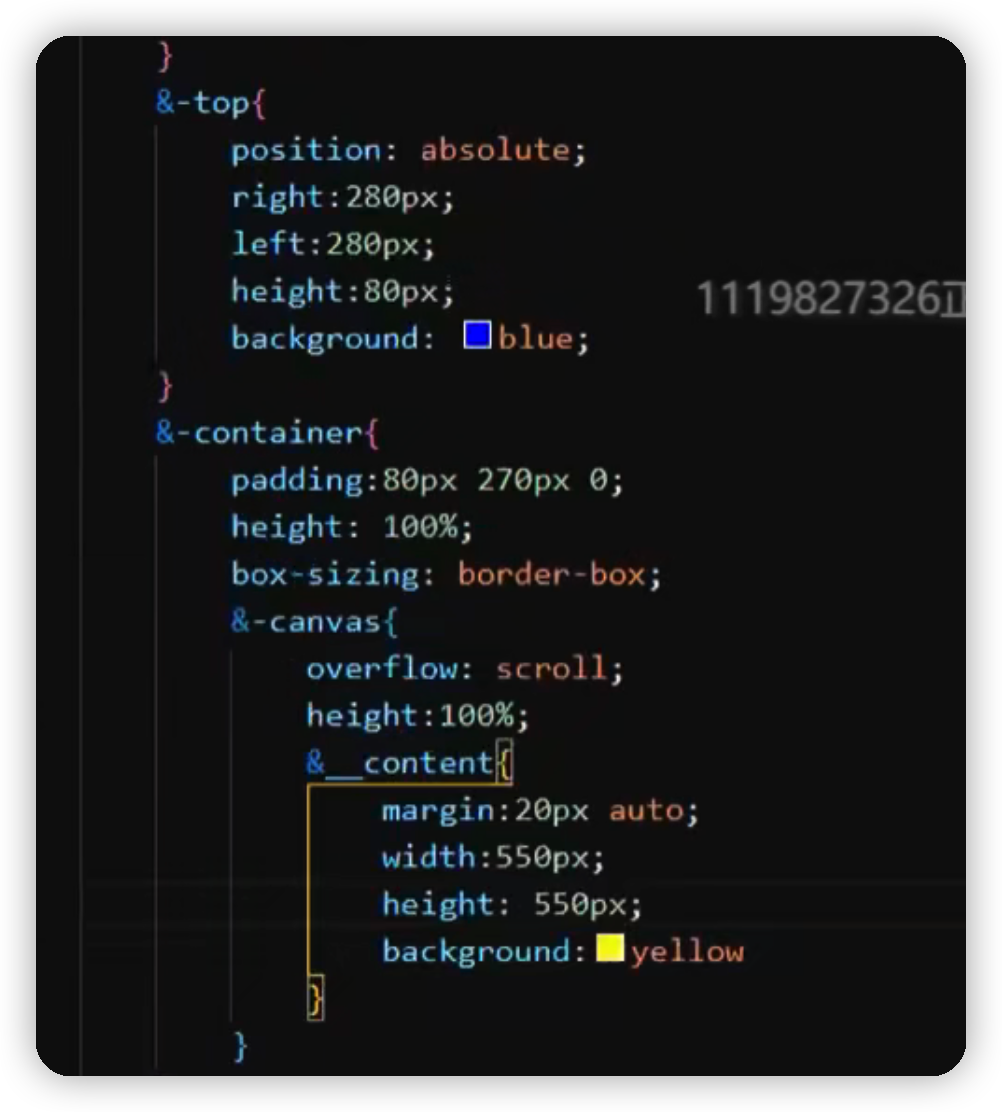 }
&-top{
position: absolute;
right:280px;
left:280px;
height:80px;
1119827326
background: blue;
}
&-container{
padding:80px 270px 0;
height: 100%;
box-sizing: border-box;
&-canvas{
overflow: scroll;
height:100%;
&__content{
margin:20px auto;
width:550px;
height: 550px;
background:yellow
}
}